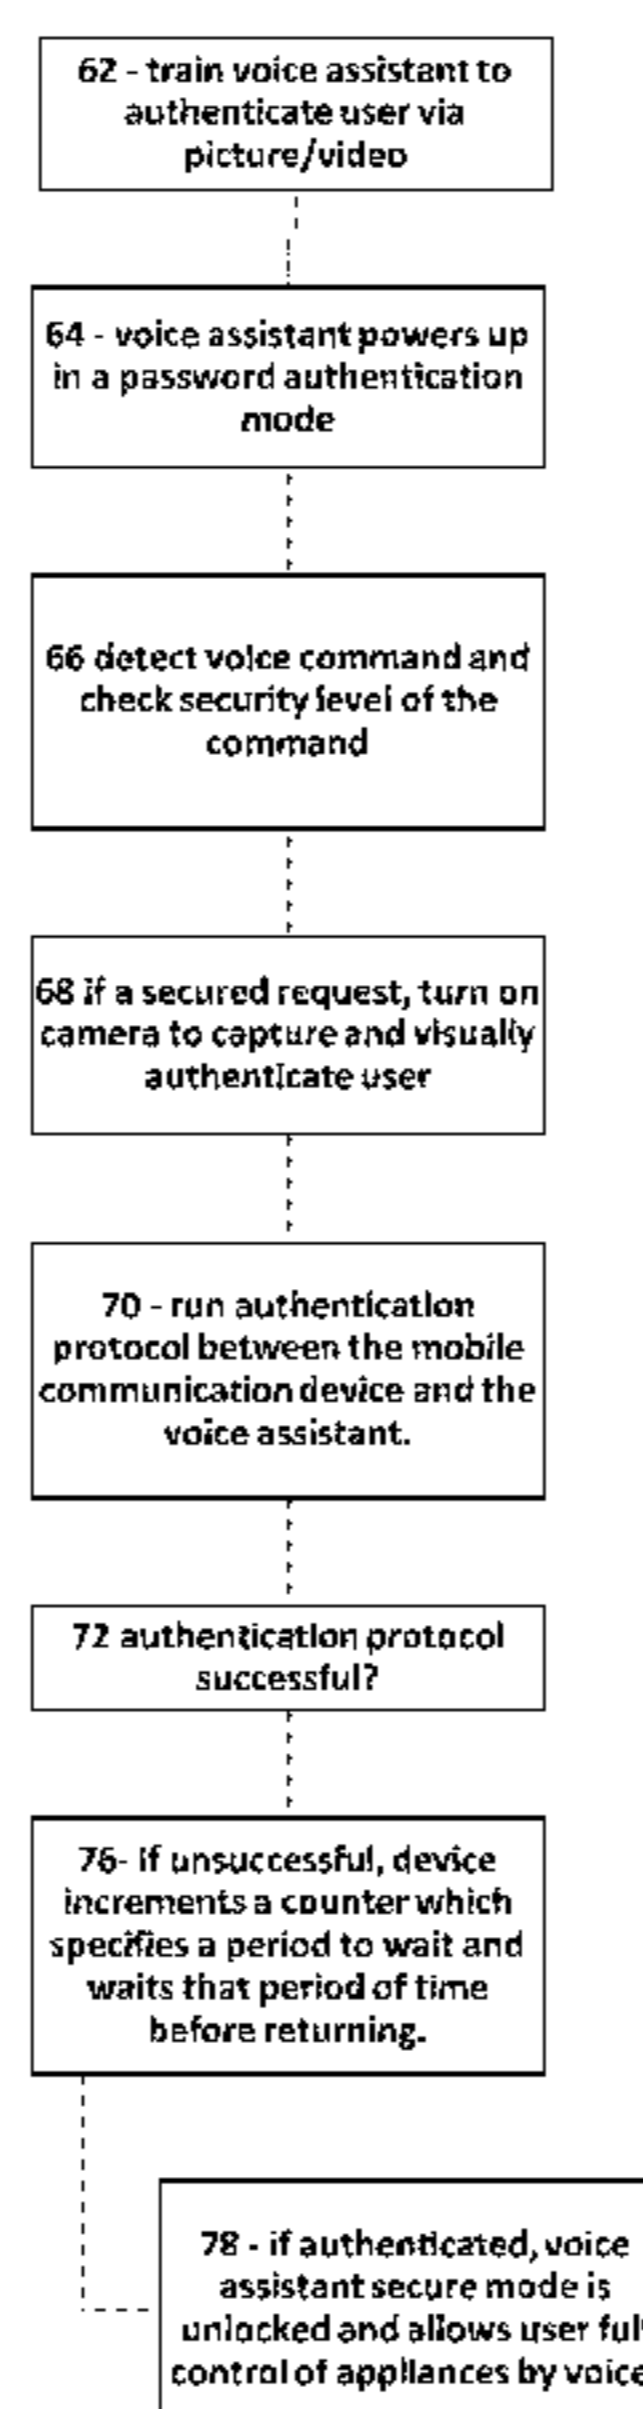 62 - train voice assistant to
authenticate user via
picture/video
64 - voice assistant powers up
in a password authentication
mode
66 detect voice command and
check security level of the
command
68 if a secured request, turn on
camera to capture and visually
authenticate user
70 - run authentication
protocol between the mobile
communication device and the
voice assistant.
72 authentication protocol
successful?
76- if unsuccessful, device
increments a counter which
specifies a period to wait and
waits that period of time
before returning.
78 - if authenticated, voice
assistant secure mode is
unlocked and allows user full
control of appliances by voice